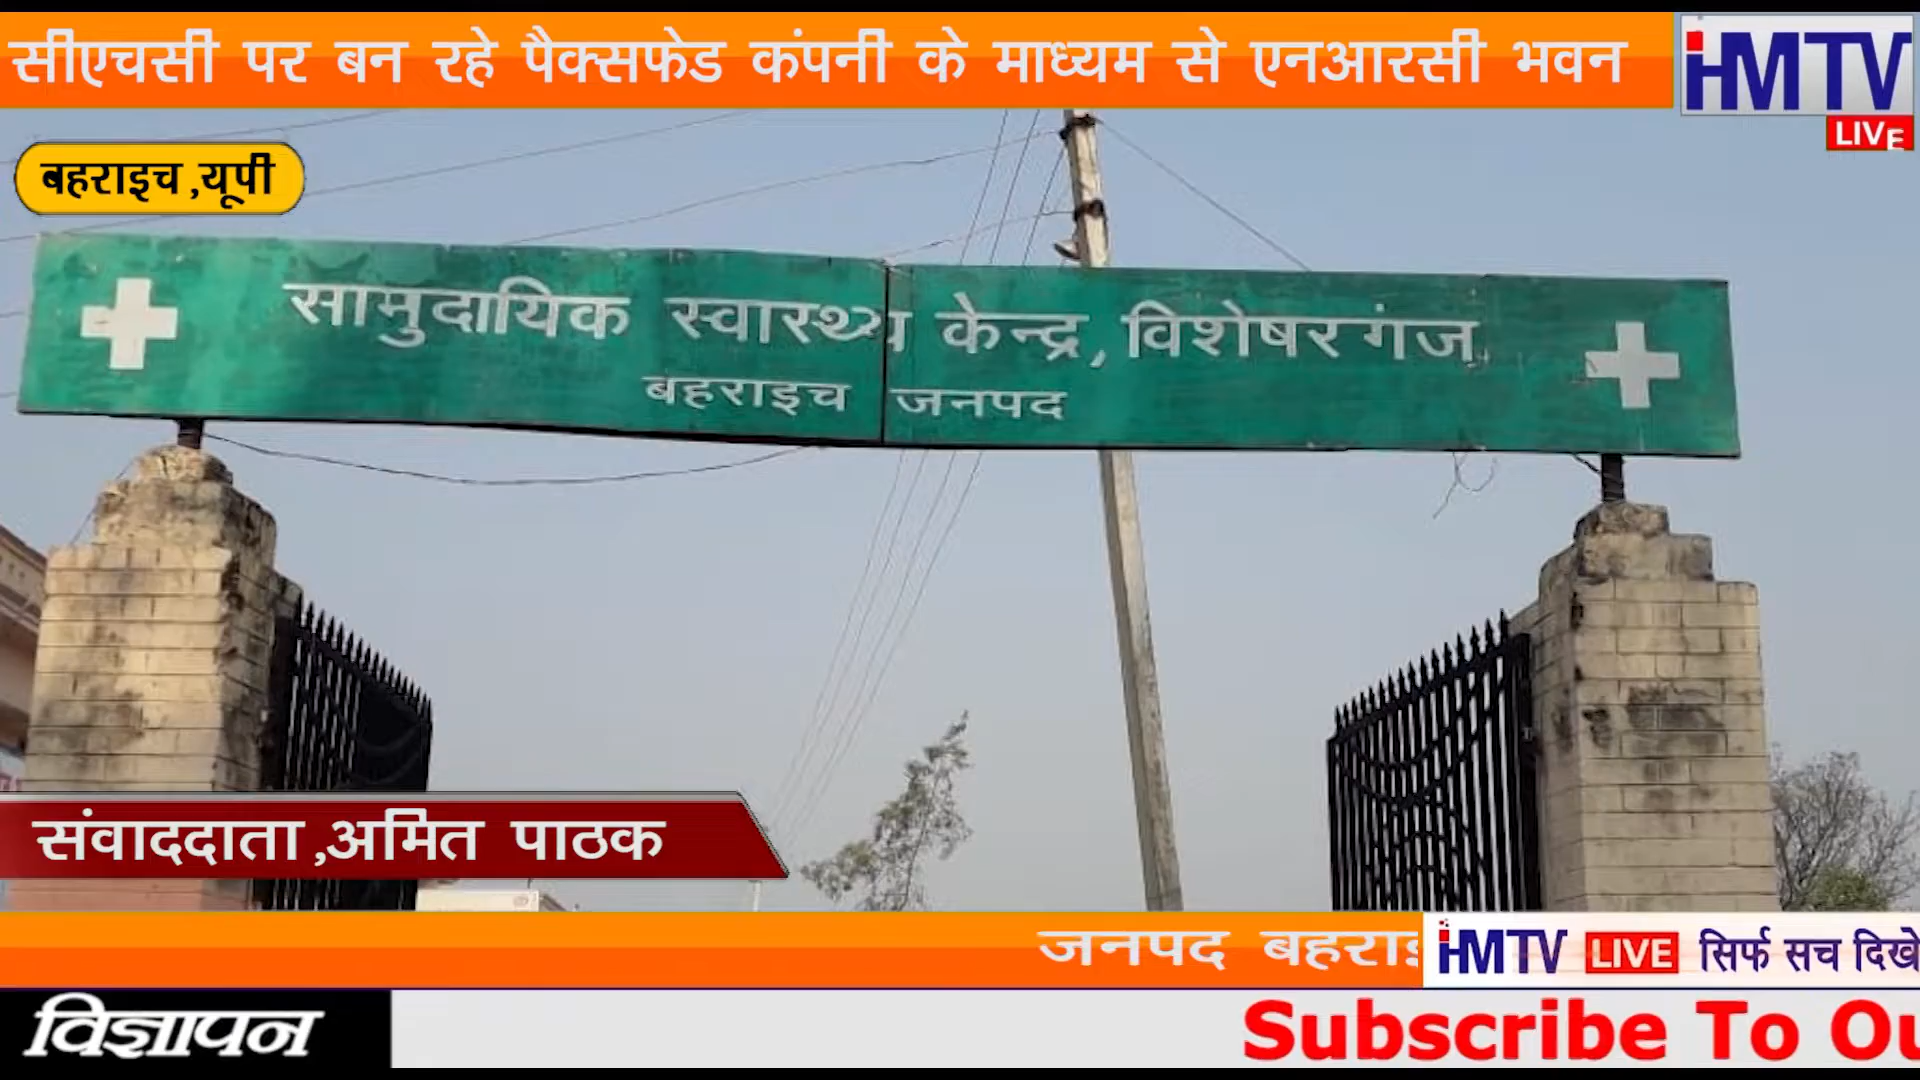 सीएचसी पर बन रहे पैक्सफेड कंपनी के माध्यम से एनआरसी भवन
HMTV
LIVE
बहराइच,यूपी
सामुदायिक स्वास्थ्य केन्द्र, विशेषरगंज
बहराइच जनपद
संवाददाता,अमित पाठक
जनपद
HMTV LIVE सिर्फ सच दिखे
विज्ञापन
Subscribe To